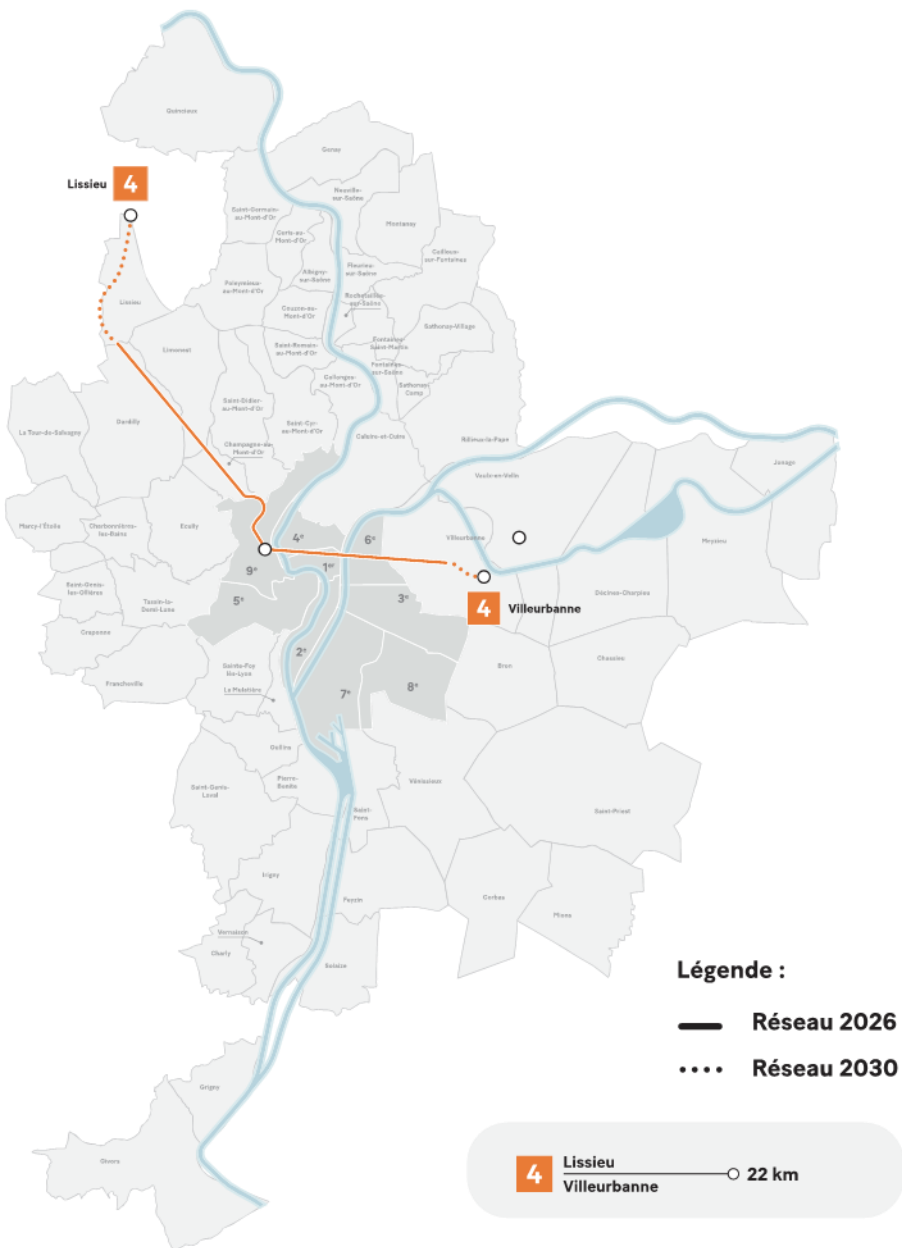 Quincieux
Genay
Lissieu 4
Neuville-
sur-Saône
Saint-Germain-
au-Mont-d'Or
Montanay
Curis-au-
Mont-d'Or
Cailloux-
sur-Fontaines
Albigny-
sur-Saône
Fleurieu-
sur-Saône
Poleymieux-
au-Mont-d'Or
Rochetaillée-
sur-Saône
Lissieu
Couzon-au-
Mont-d'Or
Sathonay-Village
Limonest
Saint-Romain-
au-Mont-d'Or
Fontaines-
Saint-Martin
Fontaines-
sur-Saône
Collonges-
au-Mont-d'Or
Sathonay-
Camp
Saint-Didier-
au-Mont-d'Or
Dardilly
Saint-Cyr-
au-Mont-d'Or
La Tour-de-Salvagny
Caluire-et-Cuire
Rillieux-la-Pape
Champagne-au-
Mont-d'Or
Jonage
Vaulx-en-Velin
Marcy-l'Étoile
Charbonnières-
les-Bains
Écully
4e
6e
Villeurbanne
Meyzieu
9e
1er
Saint-Genis-
les-Ollières
Tassin-la-
Demi-Lune
5e
3e
Décines-Charpieu
4 Villeurbanne
Craponne
2e
Sainte-Foy
lès-Lyon
Bron
Chassieu
Francheville
La Mulatière
7e
8e
Oullins
Pierre-
Bénite
Saint-Genis-
Laval
Vénissieux
Saint-
Fons
Saint-Priest
Irigny
Feyzin
Corbas
Mions
Vernaison
Charly
Solaize
Légende :
Réseau 2026
Réseau 2030
Grigny
Givors
4 Lissieu
Villeurbanne
22 km